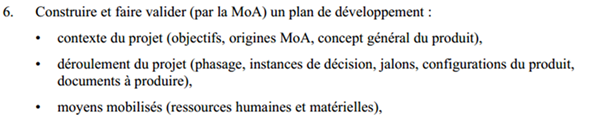 6. Construire et faire valider (par la MoA) un plan de développement :
• contexte du projet (objectifs, origines MoA, concept général du produit),
• déroulement du projet (phasage, instances de décision, jalons, configurations du produit,
documents à produire),
• moyens mobilisés (ressources humaines et matérielles),